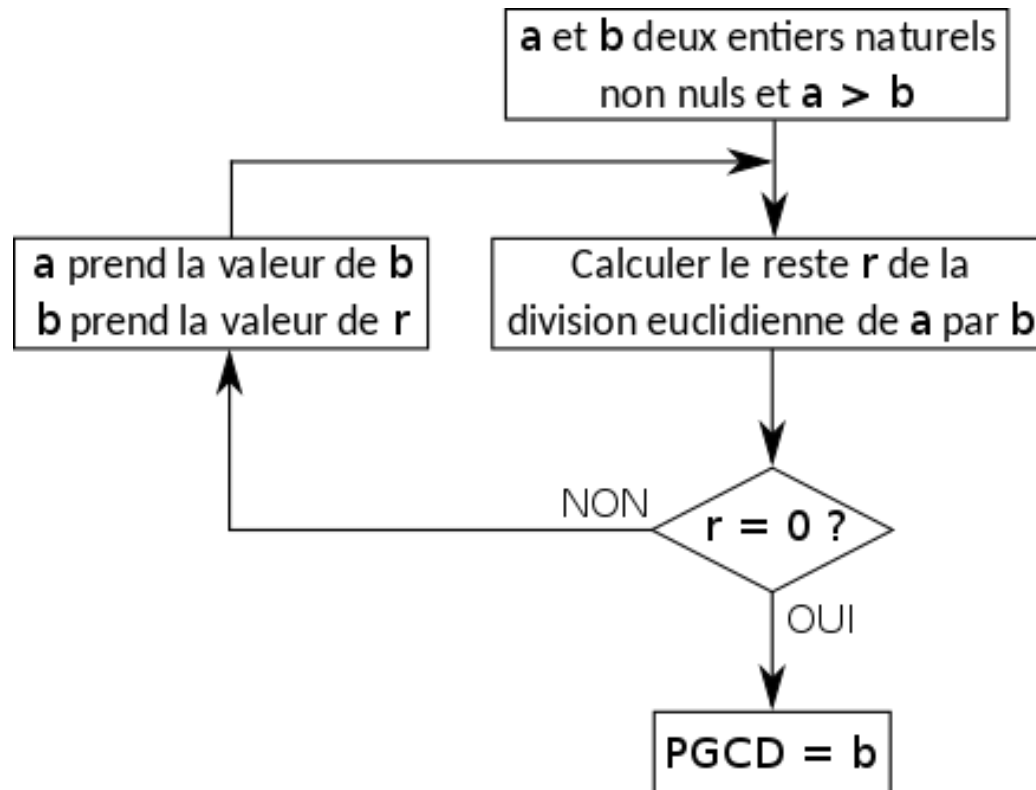 a et b deux entiers naturels
non nuls et a > b
Calculer le reste r de la
division euclidienne de a par b
r = 0 ?
NON
a prend la valeur de b
b prend la valeur de r
OUI
PGCD = b